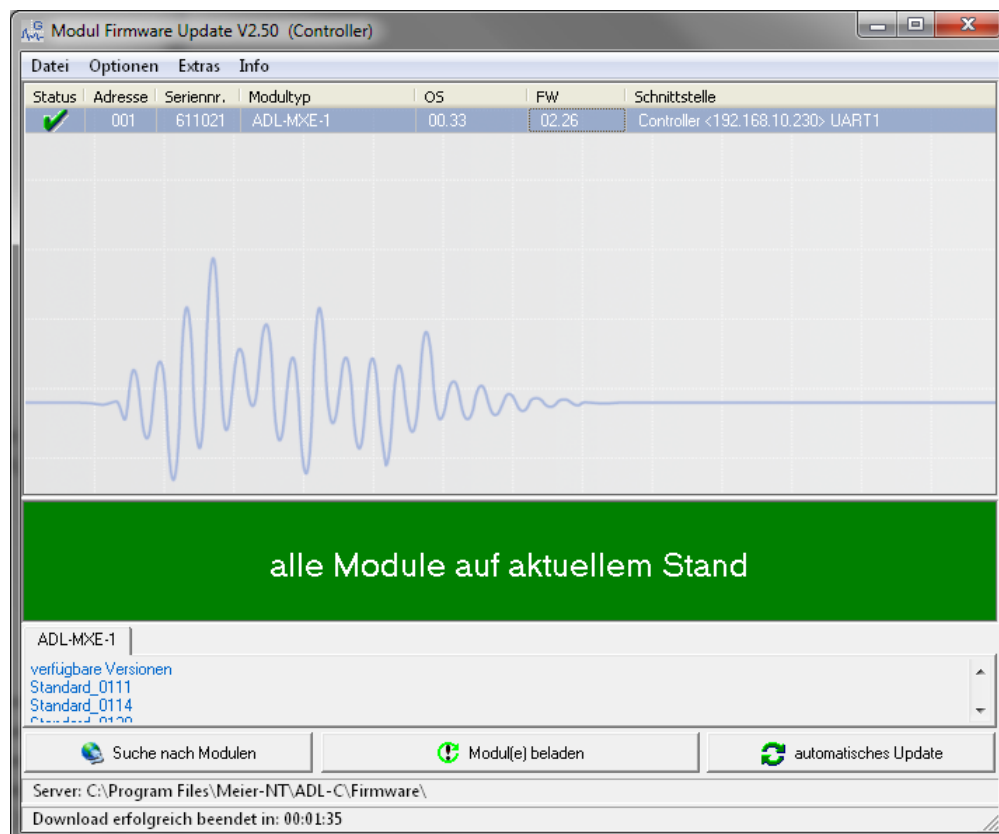 Modul Firmware Update V2.50 (Controller)
Datei Optionen Extras Info
Status Adresse Seriennr. Modultyp OS FW Schnittstelle
001 611021 ADL-MXE-1 00.33 02.26 Controller <192.168.10.230> UART1
alle Module auf aktuellem Stand
ADL-MXE-1
verfügbare Versionen
Standard_0111
Standard_0114
Suche nach Modulen Modul(e) beladen automatisches Update
Server: C:\Program Files\Meier-NT\ADL-C\Firmware\
Download erfolgreich beendet in: 00:01:35